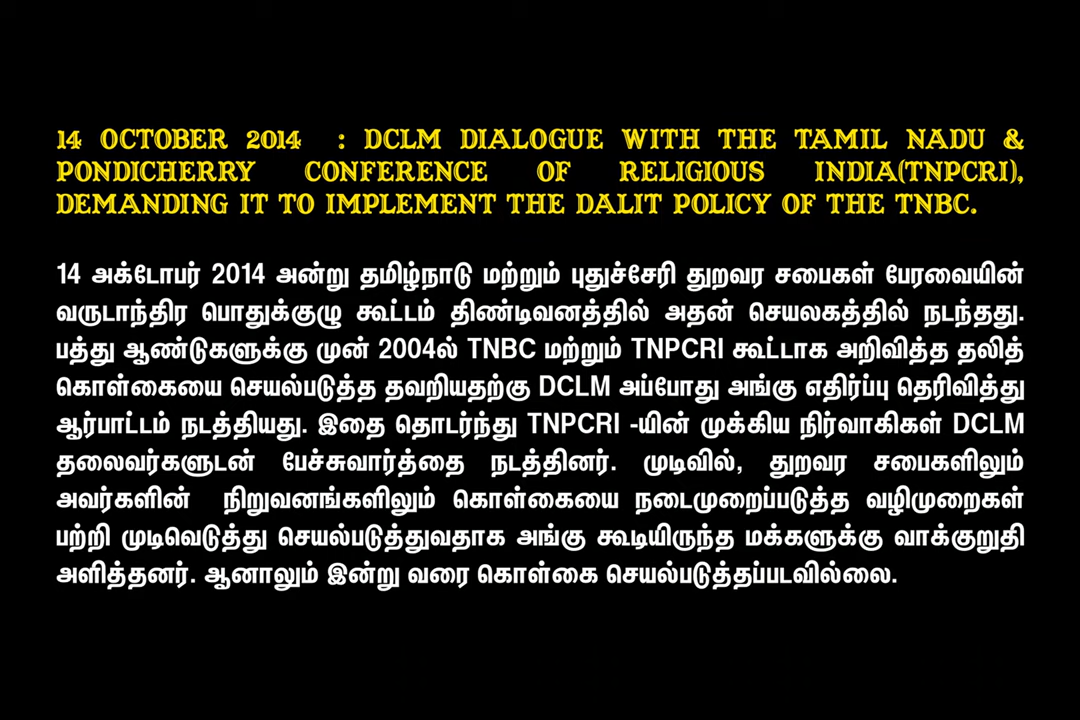 14 OCTOBER 2014 : DCLM DIALOGUE WITH THE TAMIL NADU &
PONDICHERRY CONFERENCE OF RELIGIOUS INDIA(TNPCRI),
DEMANDING IT TO IMPLEMENT THE DALIT POLICY OF THE TNBC.
14 அக்டோபர் 2014 அன்று தமிழ்நாடு மற்றும் புதுச்சேரி துறவர சபைகள் பேரவையின்
வருடாந்திர பொதுக்குழு கூட்டம் திண்டிவனத்தில் அதன் செயலகத்தில் நடந்தது.
பத்து ஆண்டுகளுக்கு முன் 2004ல் TNBC மற்றும் TNPCRI கூட்டாக அறிவித்த தலித்
கொள்கையை செயல்படுத்த தவறியதற்கு DCLM அப்போது அங்கு எதிர்ப்பு தெரிவித்து
ஆர்பாட்டம் நடத்தியது. இதை தொடர்ந்து TNPCRI -யின் முக்கிய நிர்வாகிகள் DCLM
தலைவர்களுடன் பேச்சுவார்த்தை நடத்தினர். முடிவில், துறவர சபைகளிலும்
அவர்களின் நிறுவனங்களிலும் கொள்கையை நடைமுறைப்படுத்த வழிமுறைகள்
பற்றி முடிவெடுத்து செயல்படுத்துவதாக அங்கு கூடியிருந்த மக்களுக்கு வாக்குறுதி
அளித்தனர். ஆனாலும் இன்று வரை கொள்கை செயல்படுத்தப்படவில்லை.